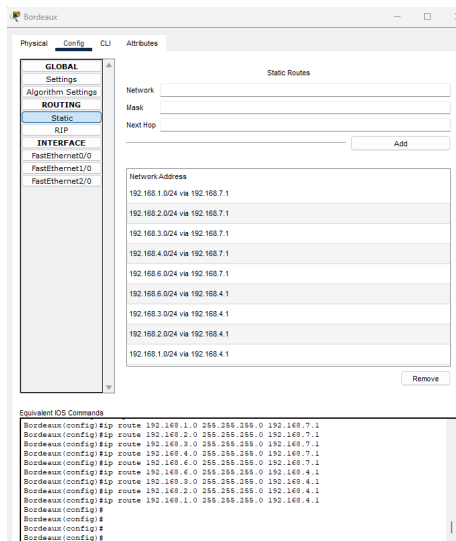 Bordeaux
Physical Config CLI Attributes
GLOBAL
Settings
Algorithm Settings
ROUTING
Static
RIP
INTERFACE
FastEthernet0/0
FastEthernet1/0
FastEthernet2/0
Static Routes
Network
Mask
Next Hop
Add
Network Address
192.168.1.0/24 via 192.168.7.1
192.168.2.0/24 via 192.168.7.1
192.168.3.0/24 via 192.168.7.1
192.168.4.0/24 via 192.168.7.1
192.168.6.0/24 via 192.168.7.1
192.168.6.0/24 via 192.168.4.1
192.168.3.0/24 via 192.168.4.1
192.168.2.0/24 via 192.168.4.1
192.168.1.0/24 via 192.168.4.1
Remove
Equivalent IOS Commands
Bordeaux(config)#ip route 192.168.1.0 255.255.255.0 192.168.7.1
Bordeaux(config)#ip route 192.168.2.0 255.255.255.0 192.168.7.1
Bordeaux(config)#ip route 192.168.3.0 255.255.255.0 192.168.7.1
Bordeaux(config)#ip route 192.168.4.0 255.255.255.0 192.168.7.1
Bordeaux(config)#ip route 192.168.6.0 255.255.255.0 192.168.7.1
Bordeaux(config)#ip route 192.168.6.0 255.255.255.0 192.168.4.1
Bordeaux(config)#ip route 192.168.3.0 255.255.255.0 192.168.4.1
Bordeaux(config)#ip route 192.168.2.0 255.255.255.0 192.168.4.1
Bordeaux(config)#ip route 192.168.1.0 255.255.255.0 192.168.4.1
Bordeaux(config)#
Bordeaux(config)#
Bordeaux(config)#
Bordeaux(config)#